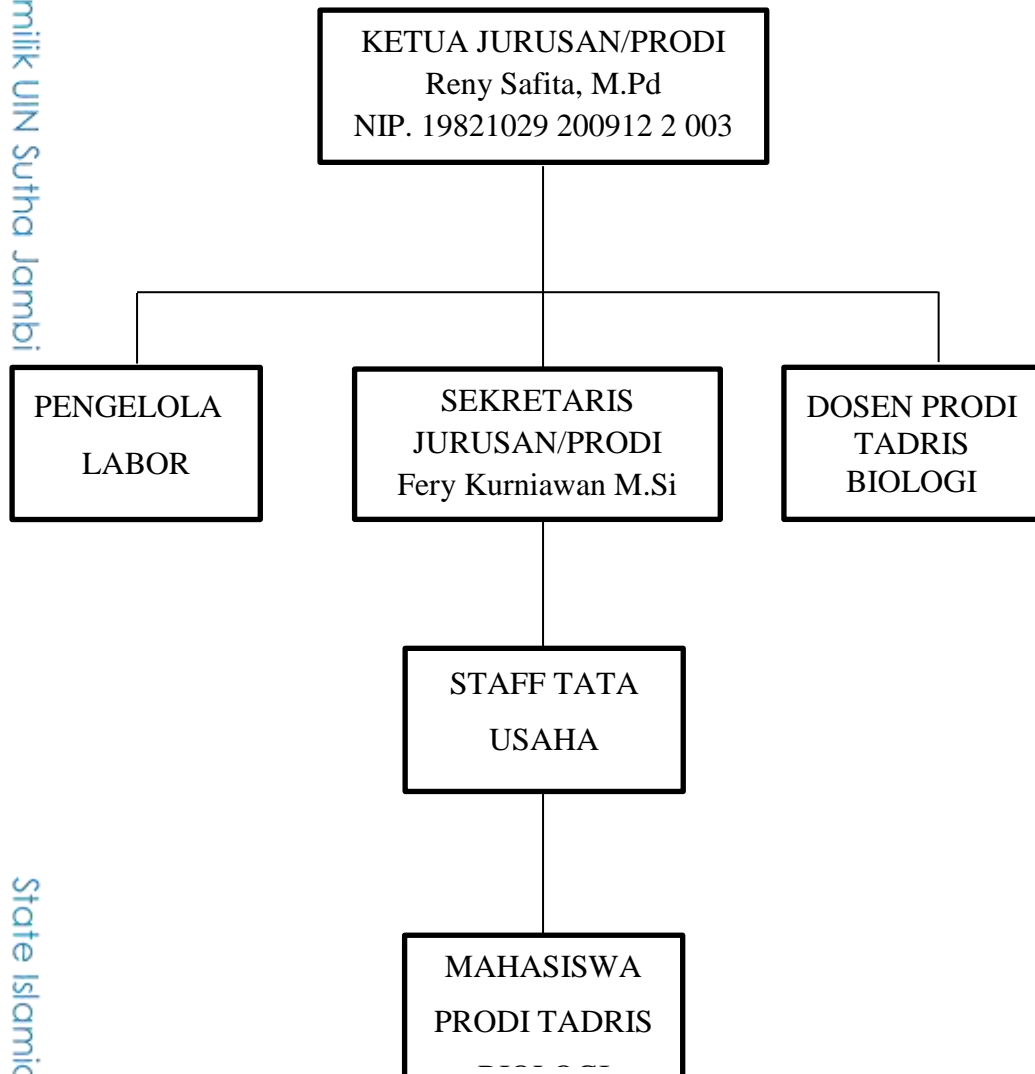 KETUA JURUSAN/PRODI
Reny Safita, M.Pd
NIP. 19821029 200912 2 003
PENGELOLA
LABOR
SEKRETARIS
JURUSAN/PRODI
Fery Kurniawan M.Si
DOSEN PRODI
TADRIS
BIOLOGI
STAFF TATA
USAHA
MAHASISWA
PRODI TADRIS
BIOLOGI
milik UIN Sutha Jambi
State Islamic